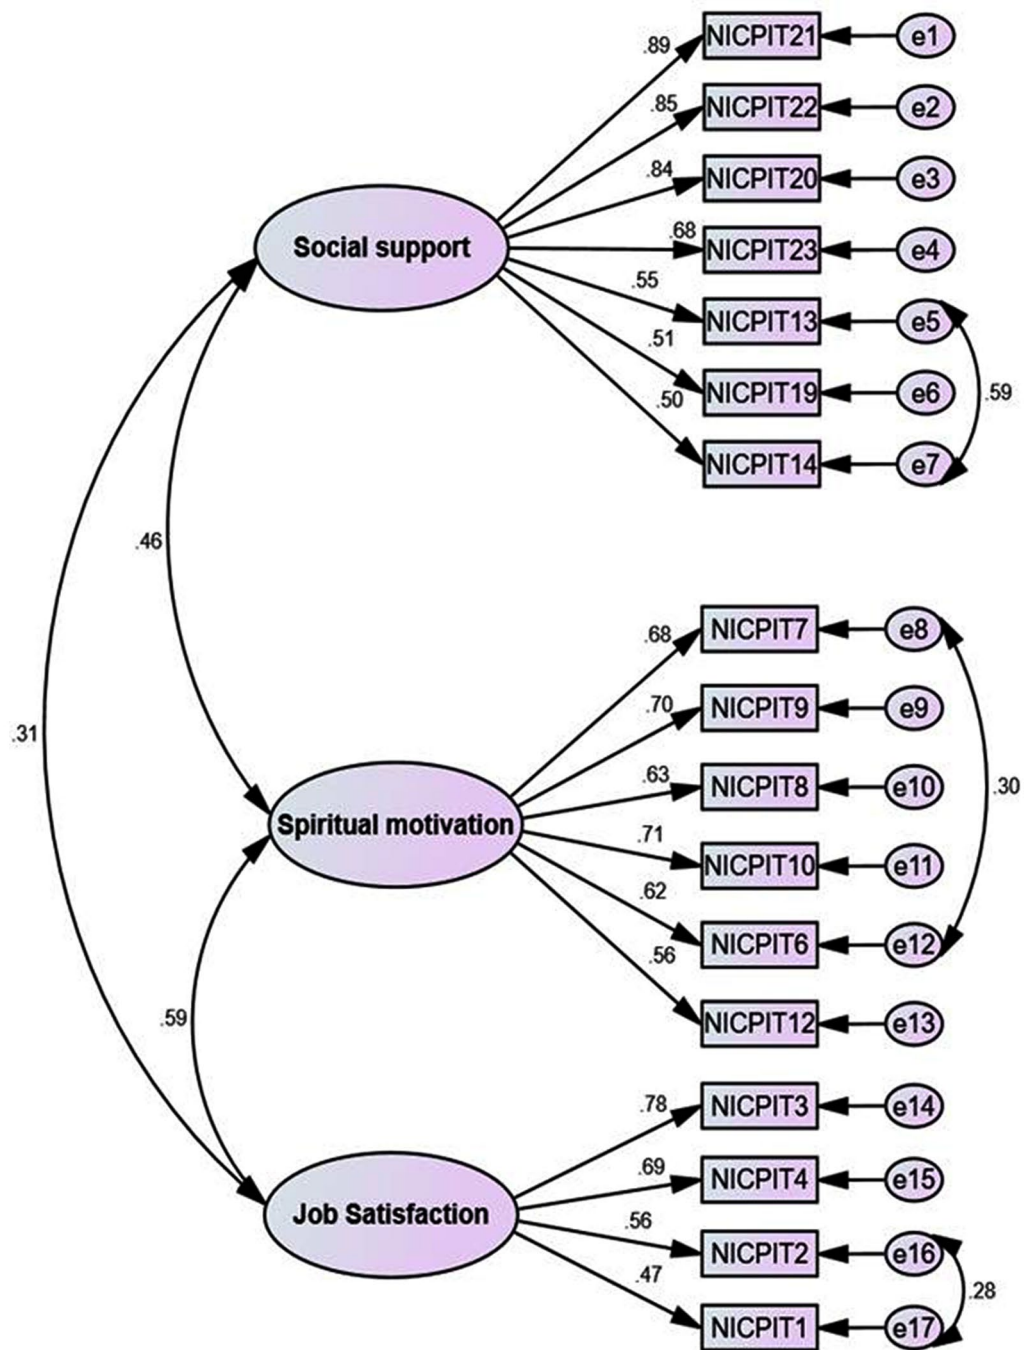 .89 NICPIT21 e1
.85 NICPIT22 e2
.84 NICPIT20 e3
Social support .68 NICPIT23 e4
.55 NICPIT13 e5
.51 NICPIT19 e6 .59
.50 NICPIT14 e7
.46
.31
.68 NICPIT7 e8
.70 NICPIT9 e9
.63 NICPIT8 e10 .30
Spiritual motivation .71 NICPIT10 e11
.62 NICPIT6 e12
.56 NICPIT12 e13
.59
.78 NICPIT3 e14
.69 NICPIT4 e15
Job Satisfaction .56 NICPIT2 e16
.28
.47 NICPIT1 e17